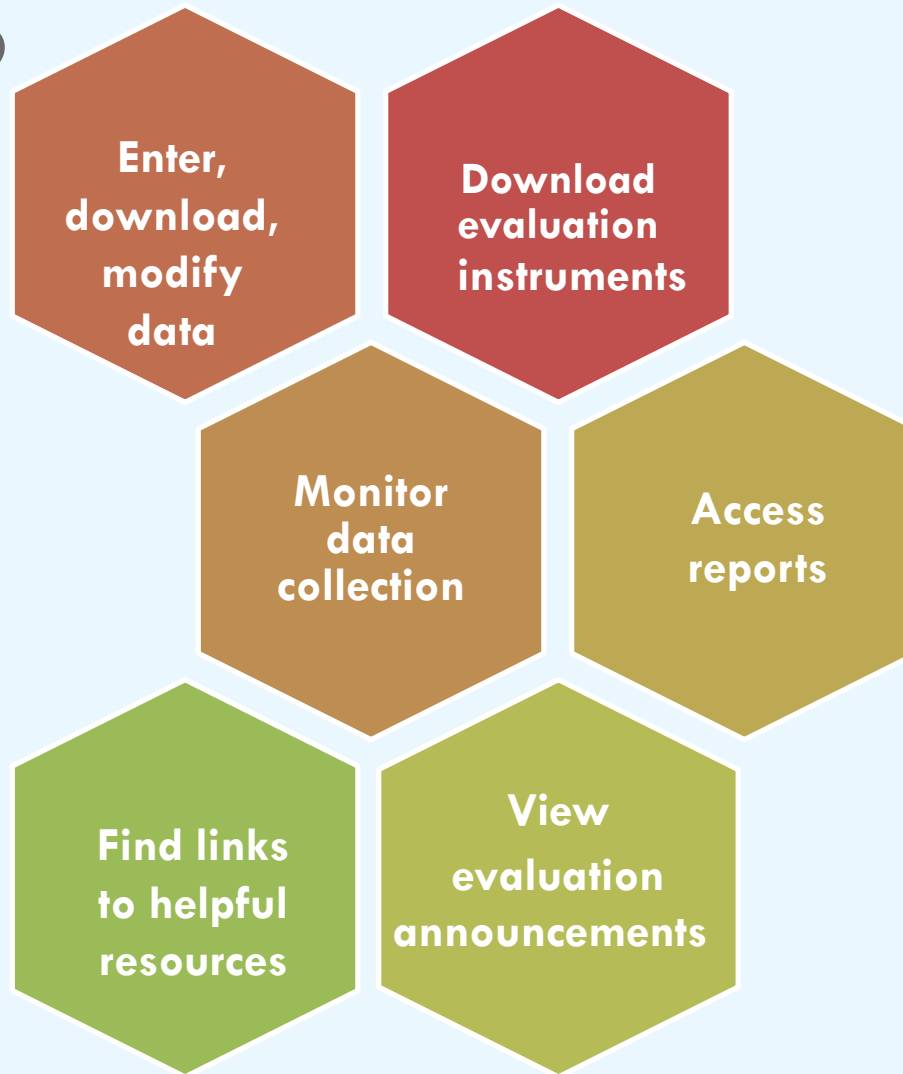 Enter,
download,
modify
data
Download
evaluation
instruments
Monitor
data
collection
Access
reports
Find links
to helpful
resources
View
evaluation
announcements